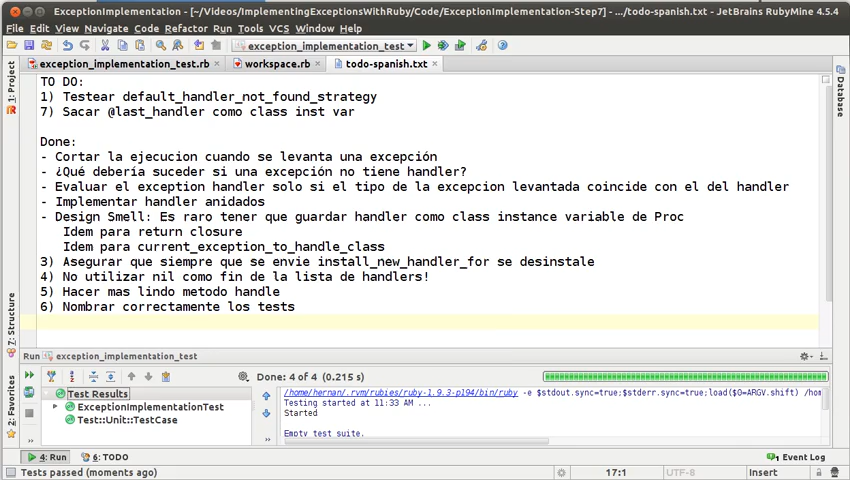 ExceptionImplementation - [~/Videos/ImplementingExceptionsWithRuby/Code/ExceptionImplementation-Step7] - .../todo-spanish.txt - JetBrains RubyMine 4.5.4
File Edit View Navigate Code Refactor Run Tools VCS Window Help
exception_implementation_test
exception_implementation_test.rb workspace.rb todo-spanish.txt
1: Project
Database
TO DO:
1) Testear default_handler_not_found_strategy
7) Sacar @last_handler como class inst var
Done:
- Cortar la ejecucion cuando se levanta una excepción
- ¿Qué debería suceder si una excepción no tiene handler?
- Evaluar el exception handler solo si el tipo de la excepcion levantada coincide con el del handler
- Implementar handler anidados
- Design Smell: Es raro tener que guardar handler como class instance variable de Proc
Idem para return closure
Idem para current_exception_to_handle_class
3) Asegurar que siempre que se envie install_new_handler_for se desinstale
4) No utilizar nil como fin de la lista de handlers!
5) Hacer mas lindo metodo handle
6) Nombrar correctamente los tests
7: Structure
2: Favorites
Run exception_implementation_test
Done: 4 of 4 (0.215 s)
Test Results
ExceptionImplementationTest
Test::Unit::TestCase
/home/hernan/.rvm/rubies/ruby-1.9.3-p194/bin/ruby -e $stdout.sync=true;$stderr.sync=true;load($0=ARGV.shift) /hom
Testing started at 11:33 AM ...
Started
Empty test suite.
4: Run 6: TODO Event Log
Tests passed (moments ago) 17:1 UTF-8 Insert